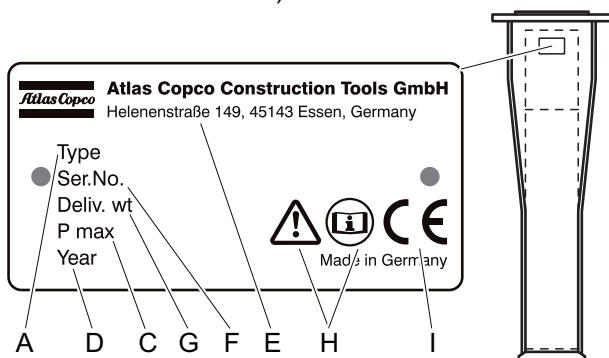 Atlas Copco
Atlas Copco Construction Tools GmbH
Helenenstraße 149, 45143 Essen, Germany
Type
Ser.No.
Deliv. wt
P max
Year
CE
Made in Germany
A D C G F E H I